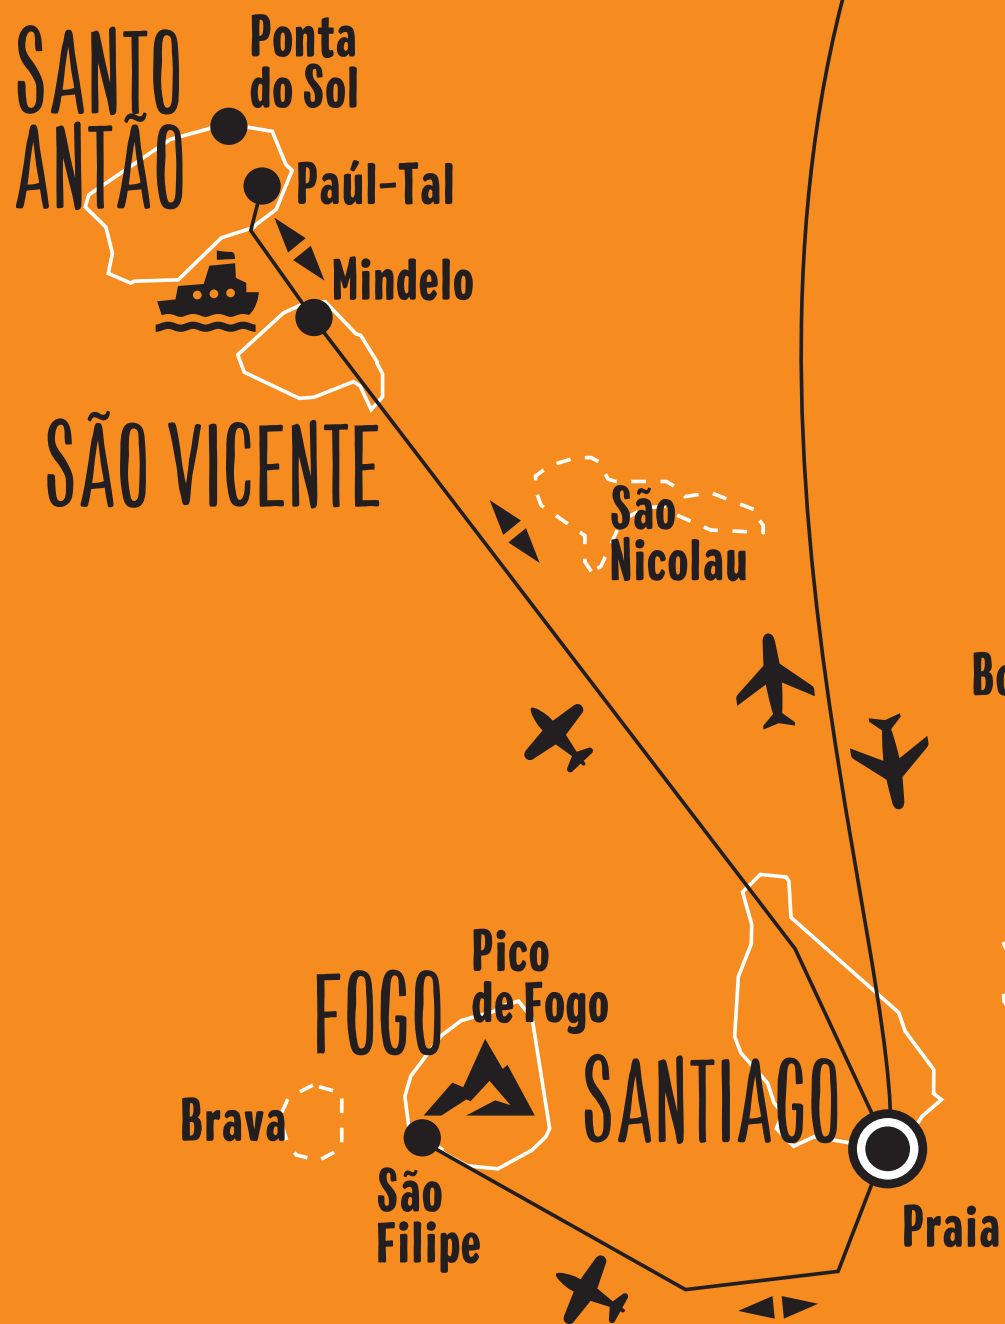 SANTO
ANTÃO
Ponta
do Sol
Paúl-Tal
Mindelo
SÃO VICENTE
São
Nicolau
Pico
de Fogo
FOGO
SANTIAGO
Brava
São
Filipe
Praia